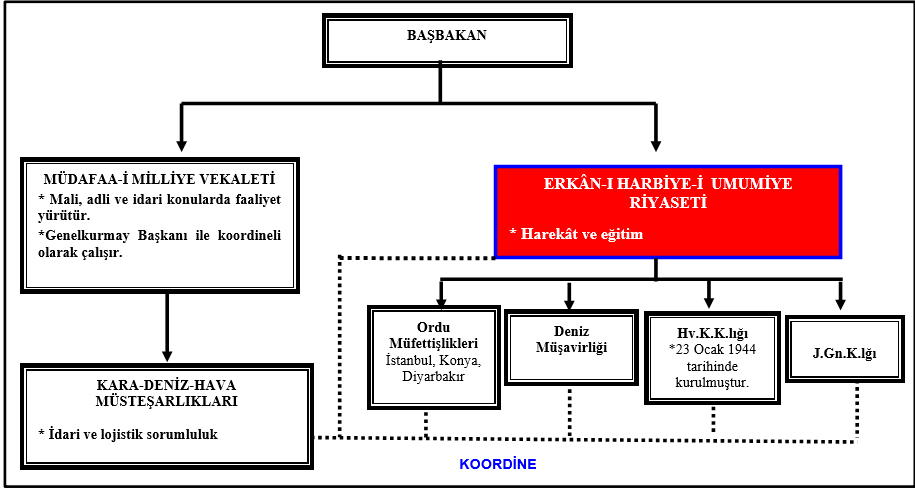 BAŞBAKAN
MÜDAFAA-İ MİLLİYE VEKALETİ
* Mali, adli ve idari konularda faaliyet
yürütür.
*Genelkurmay Başkanı ile koordineli
olarak çalışır.
ERKÂN-I HARBİYE-İ UMUMİYE
RİYASETİ
* Harekât ve eğitim
Ordu
Müfettişlikleri
İstanbul, Konya,
Diyarbakır
Deniz
Müşavirliği
Hv.K.K.lığı
*23 Ocak 1944
tarihinde
kurulmuştur.
J.Gn.K.lğı
KARA-DENİZ-HAVA
MÜSTEŞARLIKLARI
* İdari ve lojistik sorumluluk
KOORDİNE